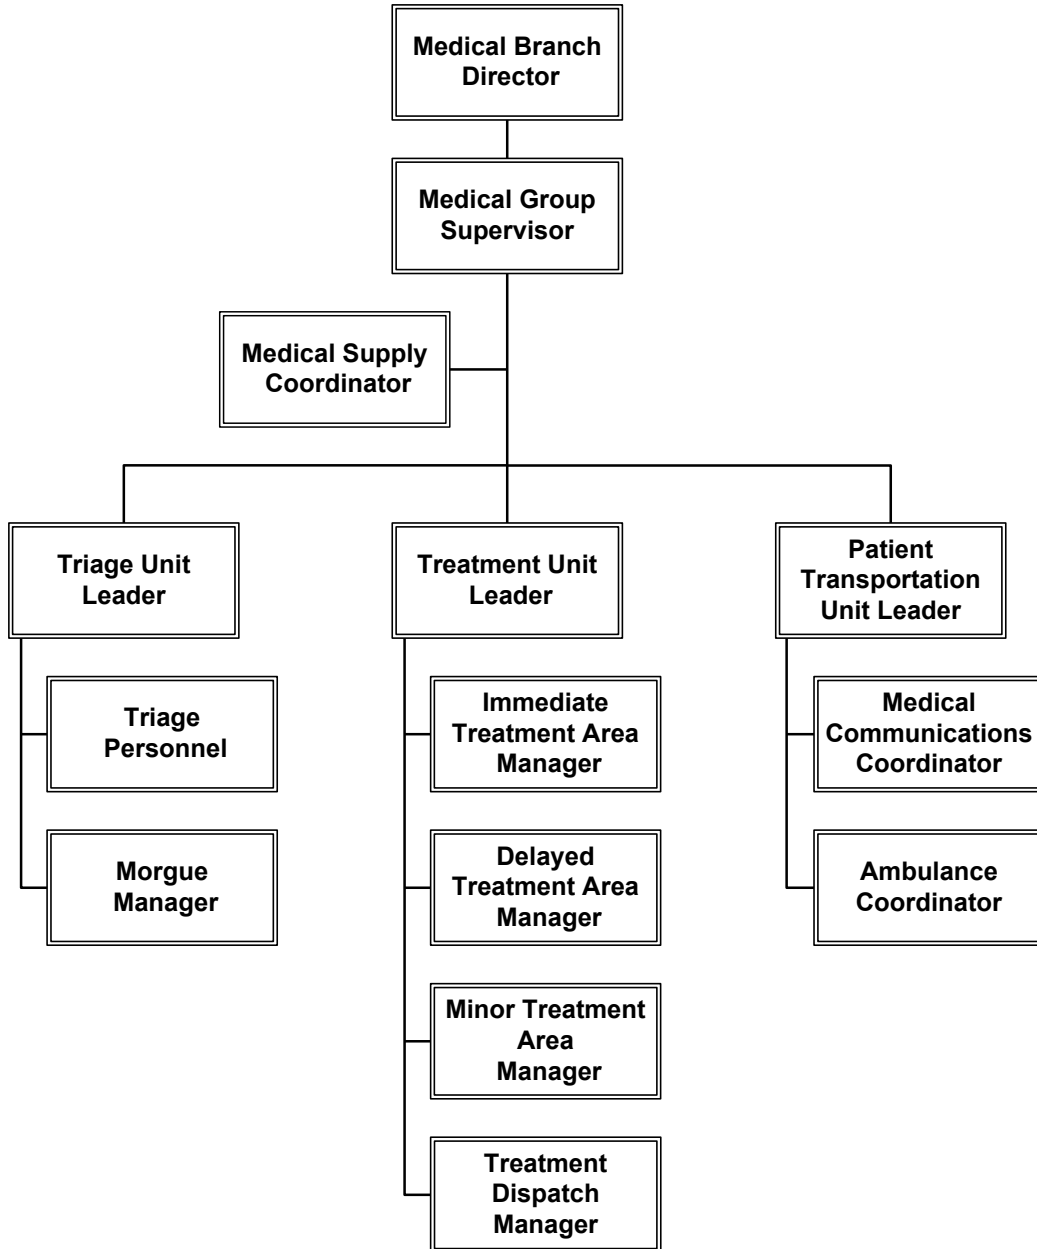 Medical Branch
Director
Medical Group
Supervisor
Medical Supply
Coordinator
Triage Unit
Leader
Treatment Unit
Leader
Patient
Transportation
Unit Leader
Triage
Personnel
Morgue
Manager
Immediate
Treatment Area
Manager
Delayed
Treatment Area
Manager
Minor Treatment
Area
Manager
Treatment
Dispatch
Manager
Medical
Communications
Coordinator
Ambulance
Coordinator